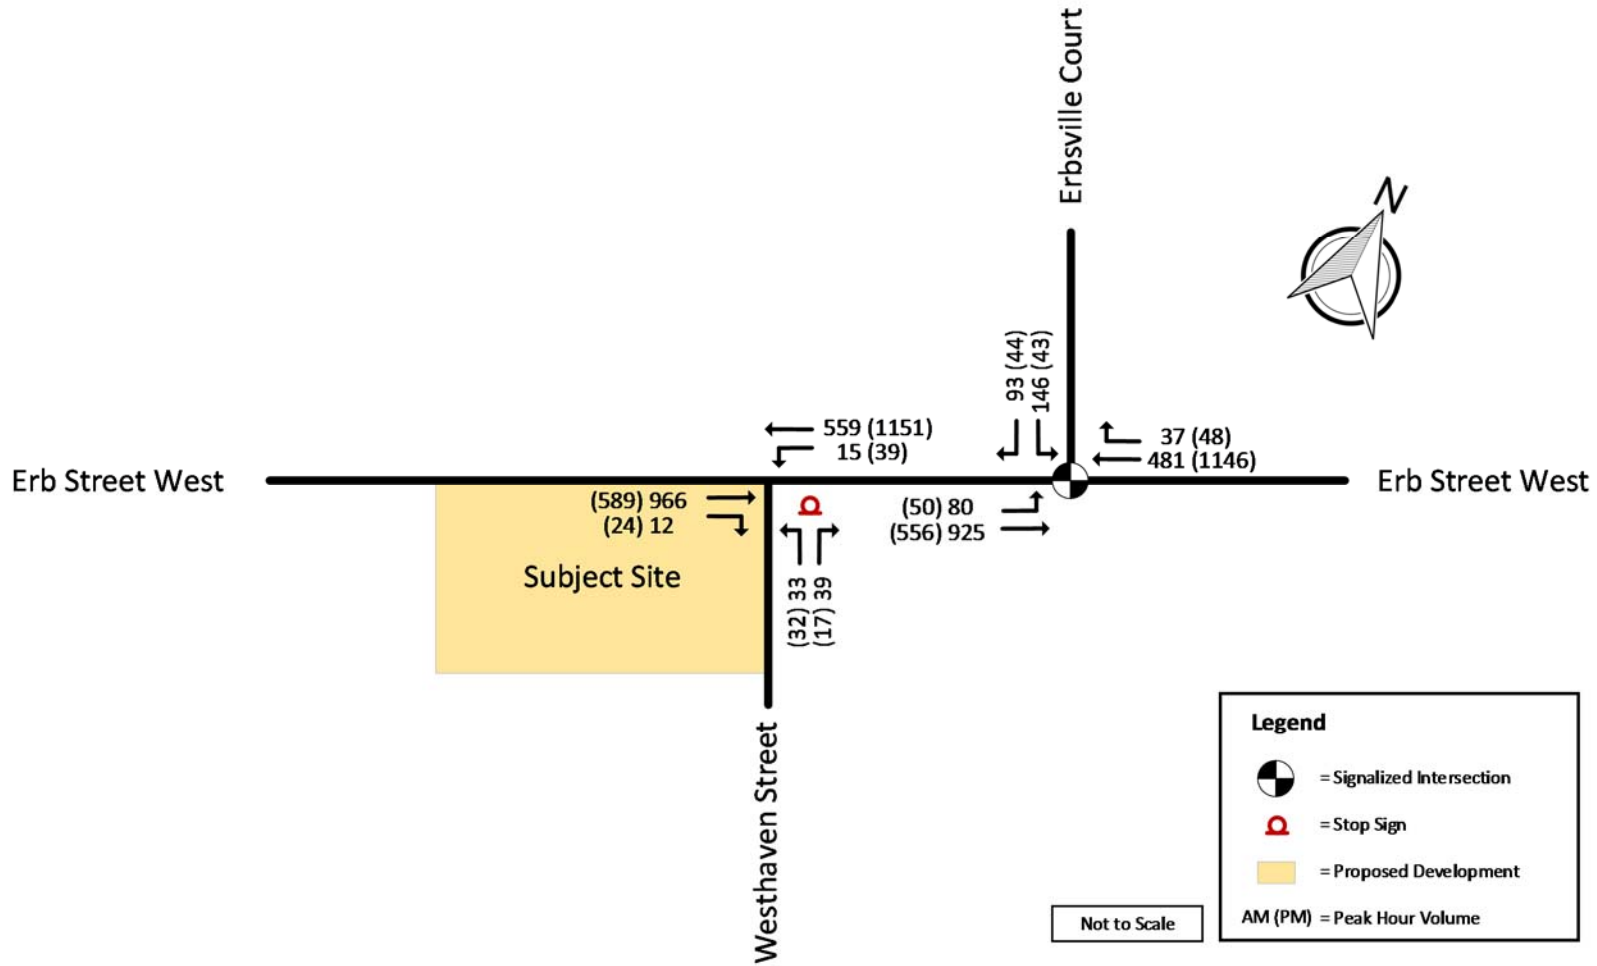 Erbsville Court
N
93 (44)
146 (43)
559 (1151)
15 (39)
37 (48)
481 (1146)
Erb Street West
Erb Street West
(589) 966
(24) 12
(50) 80
(556) 925
Subject Site
(32) 33
(17) 39
Westhaven Street
Legend
= Signalized Intersection
= Stop Sign
= Proposed Development
AM (PM) = Peak Hour Volume
Not to Scale